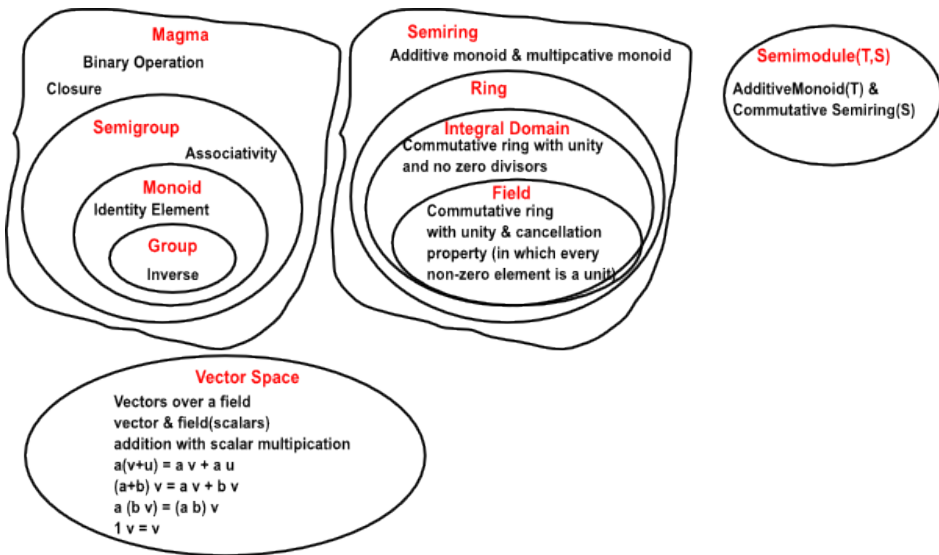 Magma
Binary Operation
Closure
Semigroup
Associativity
Monoid
Identity Element
Group
Inverse
Semiring
Additive monoid & multipcative monoid
Ring
Integral Domain
Commutative ring with unity
and no zero divisors
Field
Commutative ring
with unity & cancellation
property (in which every
non-zero element is a unit)
Semimodule(T,S)
AdditiveMonoid(T) &
Commutative Semiring(S)
Vector Space
Vectors over a field
vector & field(scalars)
addition with scalar multipication
a(v+u) = a v + a u
(a+b) v = a v + b v
a (b v) = (a b) v
1 v = v